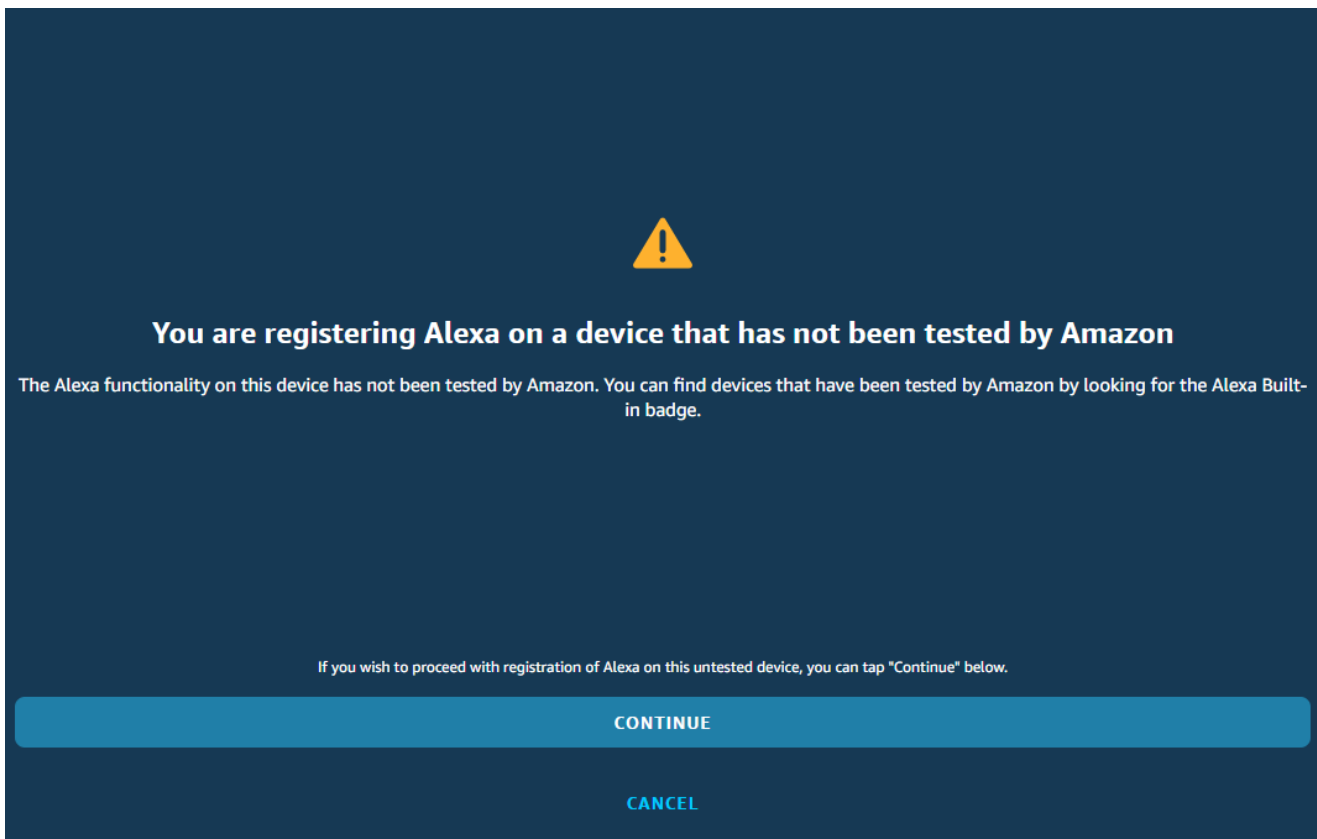 You are registering Alexa on a device that has not been tested by Amazon
The Alexa functionality on this device has not been tested by Amazon. You can find devices that have been tested by Amazon by looking for the Alexa Built-
in badge.
If you wish to proceed with registration of Alexa on this untested device, you can tap "Continue" below.
CONTINUE
CANCEL